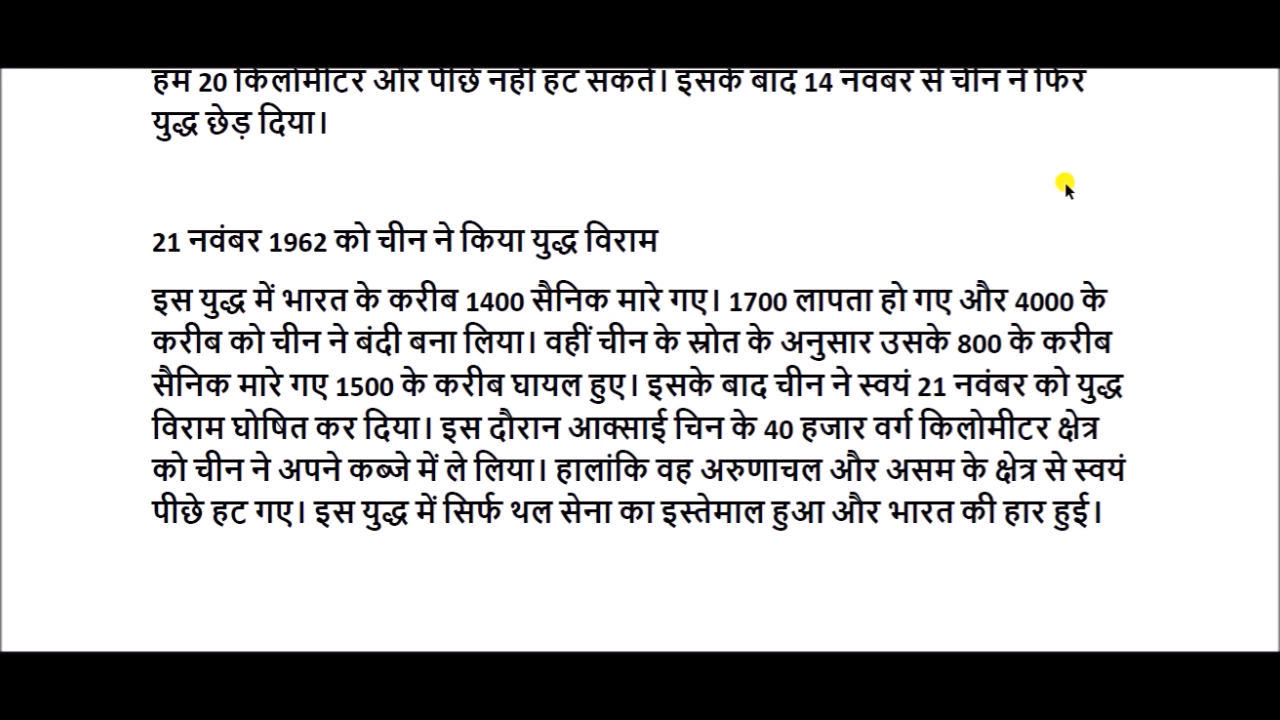 हम 20 किलोमीटर और पीछे नहीं हट सकते। इसके बाद 14 नवंबर से चीन ने फिर
युद्ध छेड़ दिया।
21 नवंबर 1962 को चीन ने किया युद्ध विराम
इस युद्ध में भारत के करीब 1400 सैनिक मारे गए। 1700 लापता हो गए और 4000 के
करीब को चीन ने बंदी बना लिया। वहीं चीन के स्रोत के अनुसार उसके 800 के करीब
सैनिक मारे गए 1500 के करीब घायल हुए। इसके बाद चीन ने स्वयं 21 नवंबर को युद्ध
विराम घोषित कर दिया। इस दौरान आक्साई चिन के 40 हजार वर्ग किलोमीटर क्षेत्र
को चीन ने अपने कब्जे में ले लिया। हालांकि वह अरुणाचल और असम के क्षेत्र से स्वयं
पीछे हट गए। इस युद्ध में सिर्फ थल सेना का इस्तेमाल हुआ और भारत की हार हुई।